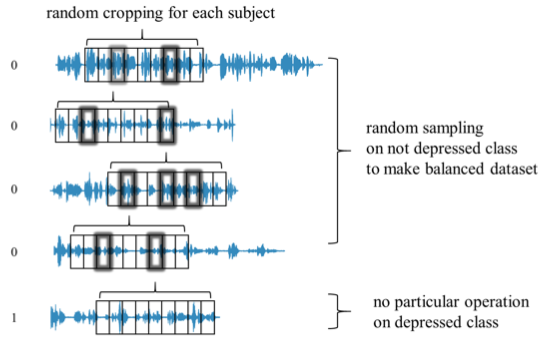 random cropping for each subject
0
0
random sampling
on not depressed class
to make balanced dataset
0
0
no particular operation
on depressed class
1